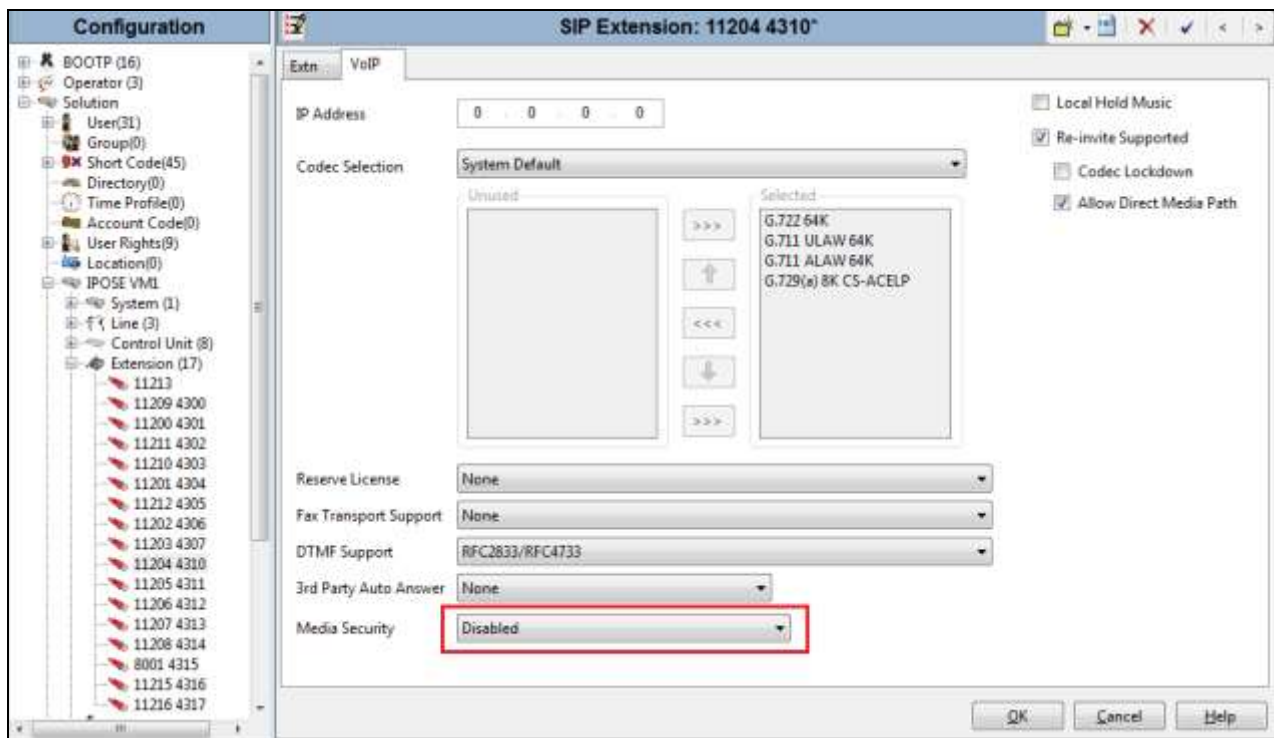 Configuration
BOOTP (16)
Operator (3)
Solution
User(31)
Group(0)
Short Code(45)
Directory(0)
Time Profile(0)
Account Code(0)
User Rights(9)
Location(0)
IPOSE VM1
System (1)
Line (3)
Control Unit (8)
Extension (17)
11213
11209 4300
11200 4301
11211 4302
11210 4303
11201 4304
11212 4305
11202 4306
11203 4307
11204 4310
11205 4311
11206 4312
11207 4313
11208 4314
8001 4315
11215 4316
11216 4317
SIP Extension: 11204 4310*
Extn VoIP
IP Address 0 . 0 . 0 . 0
Codec Selection System Default
Unused
Selected
G.722 64K
G.711 ULAW 64K
G.711 ALAW 64K
G.729(a) 8K CS-ACELP
>>>
<<<
>>>
Reserve License None
Fax Transport Support None
DTMF Support RFC2833/RFC4733
3rd Party Auto Answer None
Media Security Disabled
Local Hold Music
Re-invite Supported
Codec Lockdown
Allow Direct Media Path
OK Cancel Help